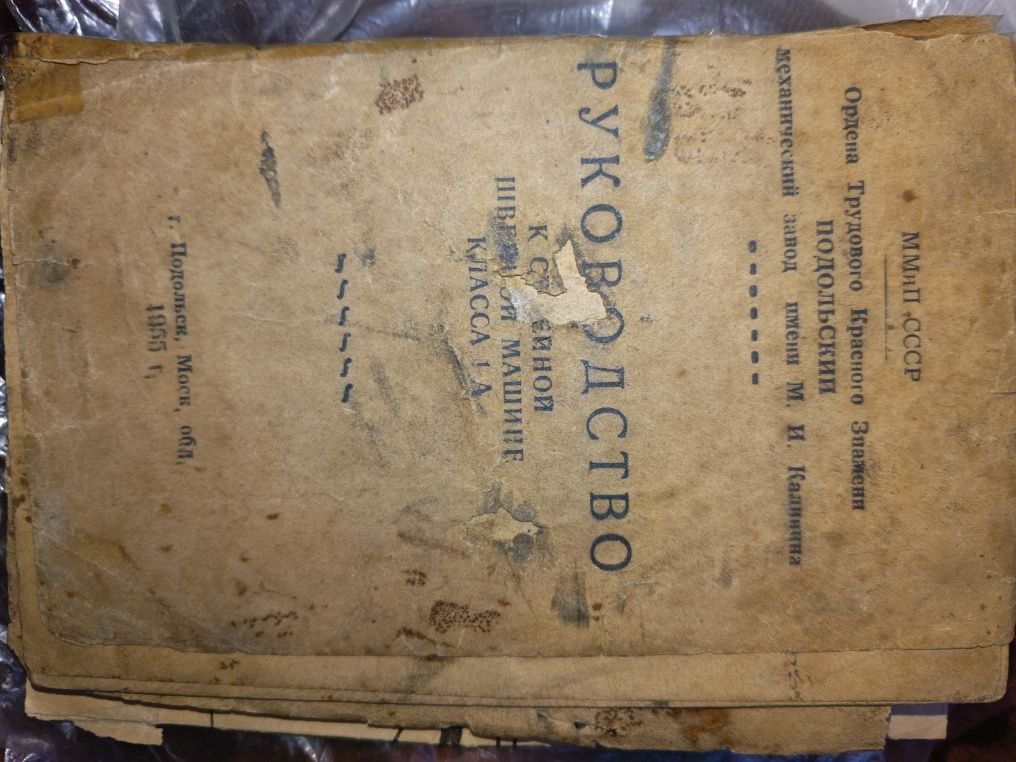 ММиП СССР
Ордена Трудового Красного Знамени
ПОДОЛЬСКИЙ
механический завод имени М. И. Калинина
РУКОВОДСТВО
К
МАШИНЕ
КЛАССА 1 А
г. Подольск, Моск, обл,
1955 г,